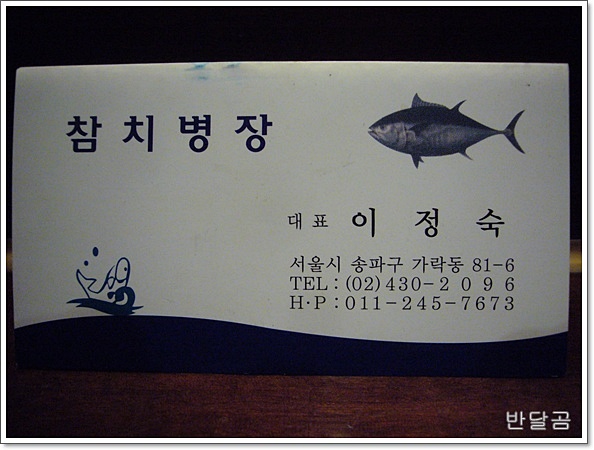 참치병장
대표 이정숙
서울시 송파구 가락동 81-6
TEL : (02)430-2096
H·P : 011-245-7673
반달곰